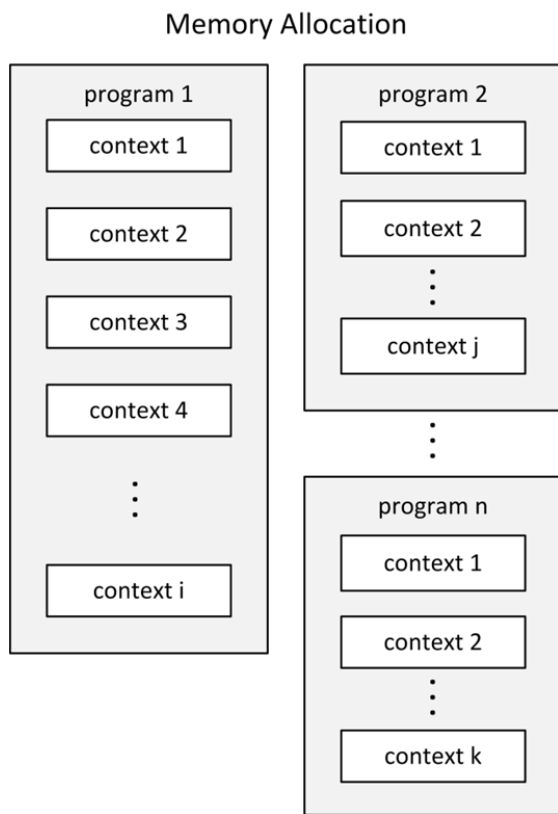 Memory Allocation
program 1
context 1
context 2
context 3
context 4
context i
program 2
context 1
context 2
context j
program n
context 1
context 2
context k